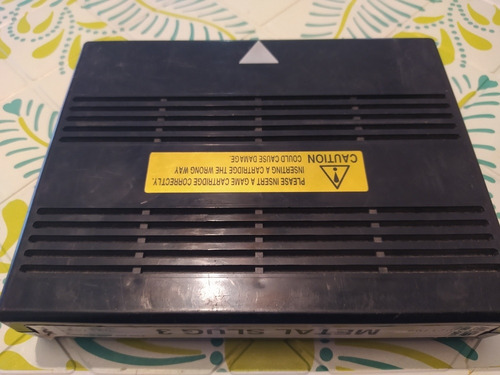 CAUTION
PLEASE INSERT A GAME CARTRIDGE CORRECTLY.
INSERTING A CARTRIDGE THE WRONG WAY
COULD CAUSE DAMAGE.
METAL SLUG 3